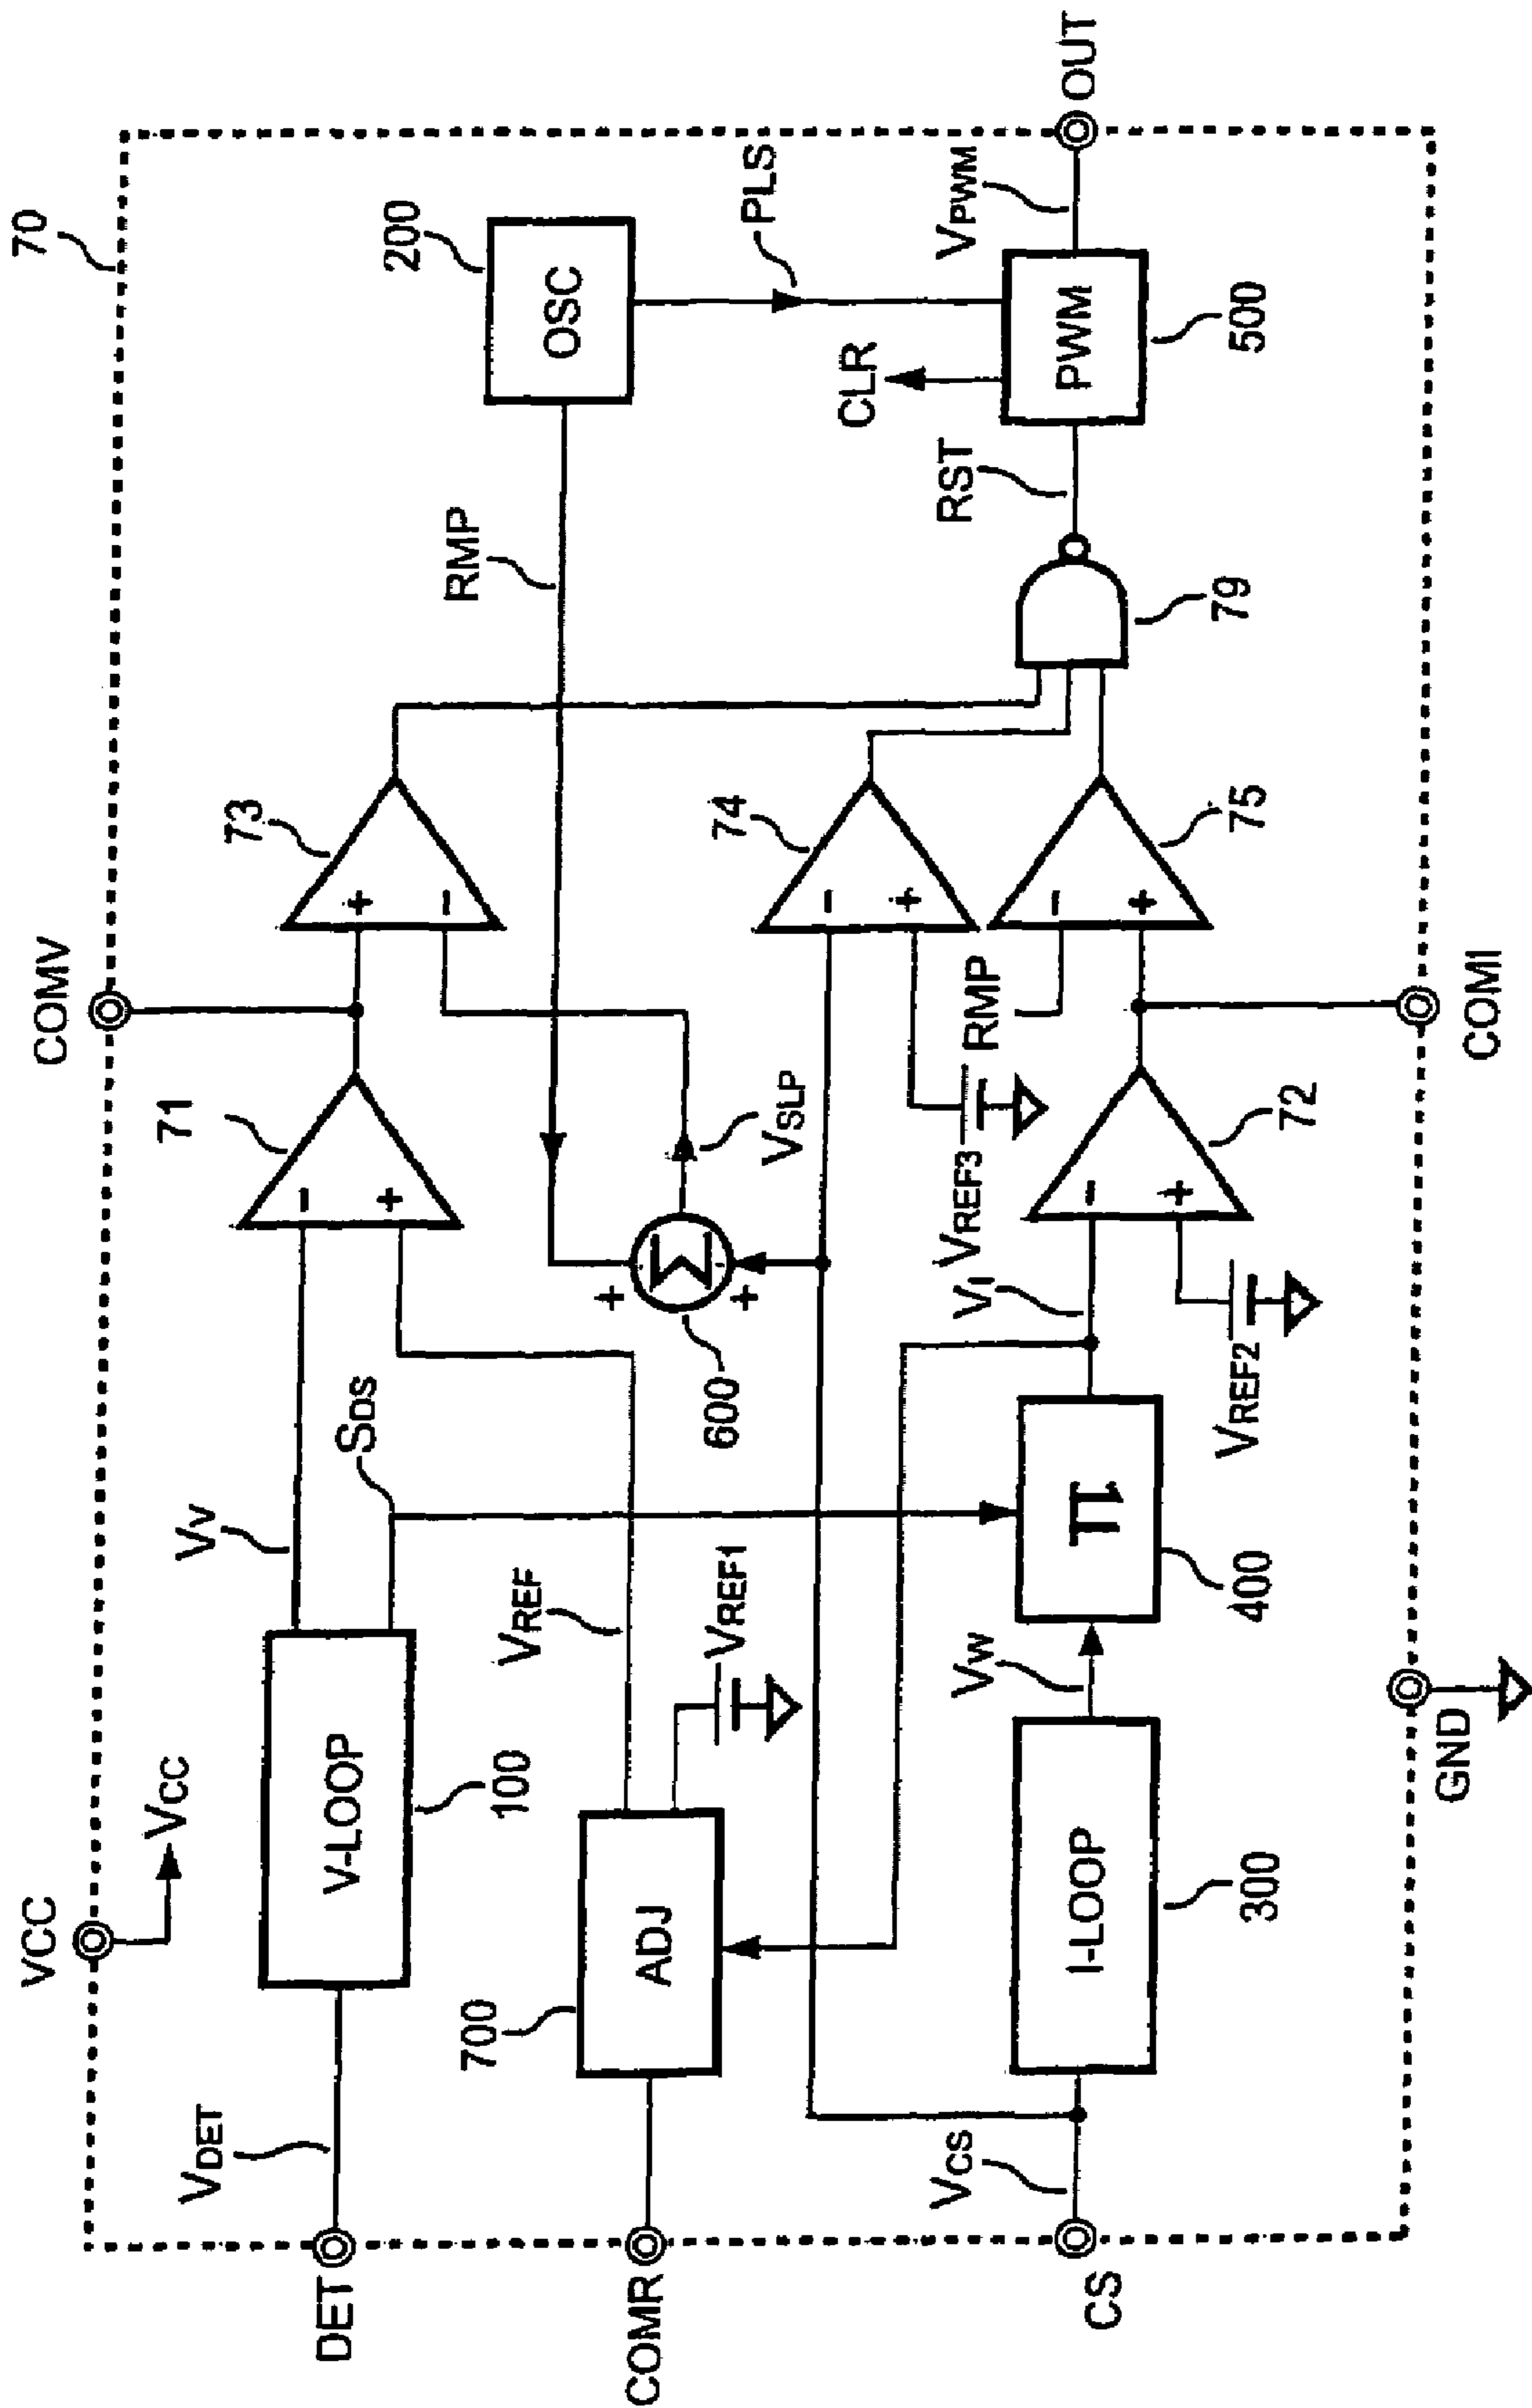 70
VCC
VCC
COMV
DET
VDET
V-LOOP
100
VV
SDS
71
-
+
73
+
-
RMP
OSC
200
PLS
COMR
700
ADJ
VREF
VREF1
600
Σ
+
+
VSLP
74
-
+
VREF3
RMP
75
-
+
79
RST
CLR
PWM
500
VPWM
OUT
CS
VCS
I-LOOP
300
VW
400
VI
72
-
+
VREF2
GND
COMI